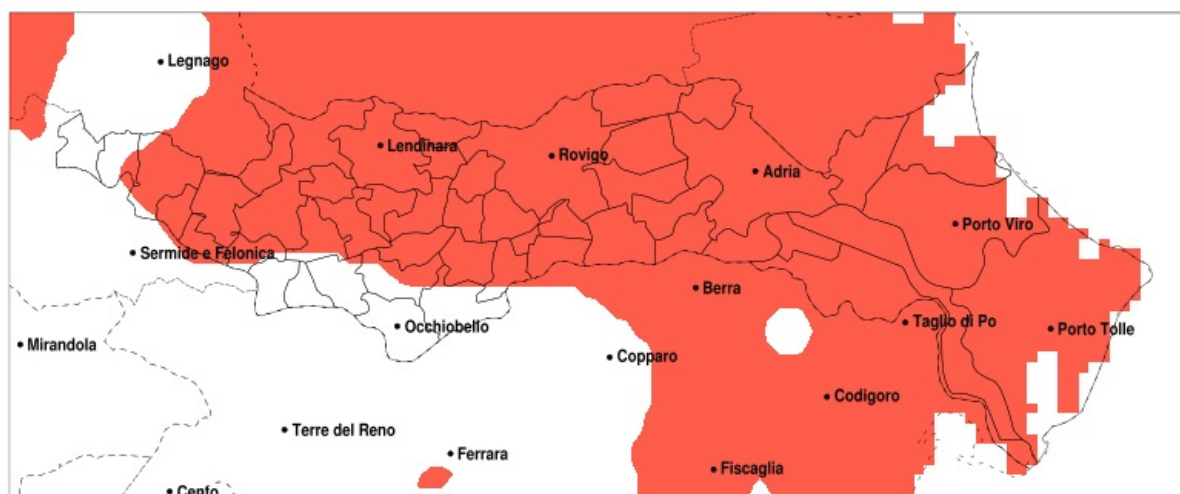 Legnago
Lendinara
Rovigo
Adria
Porto Viro
Sermide e Felonica
Berra
Taglio di Po
Porto Tolle
Occhiobello
Mirandola
Copparo
Codigoro
Terre del Reno
Ferrara
Fiscaglia
Cento